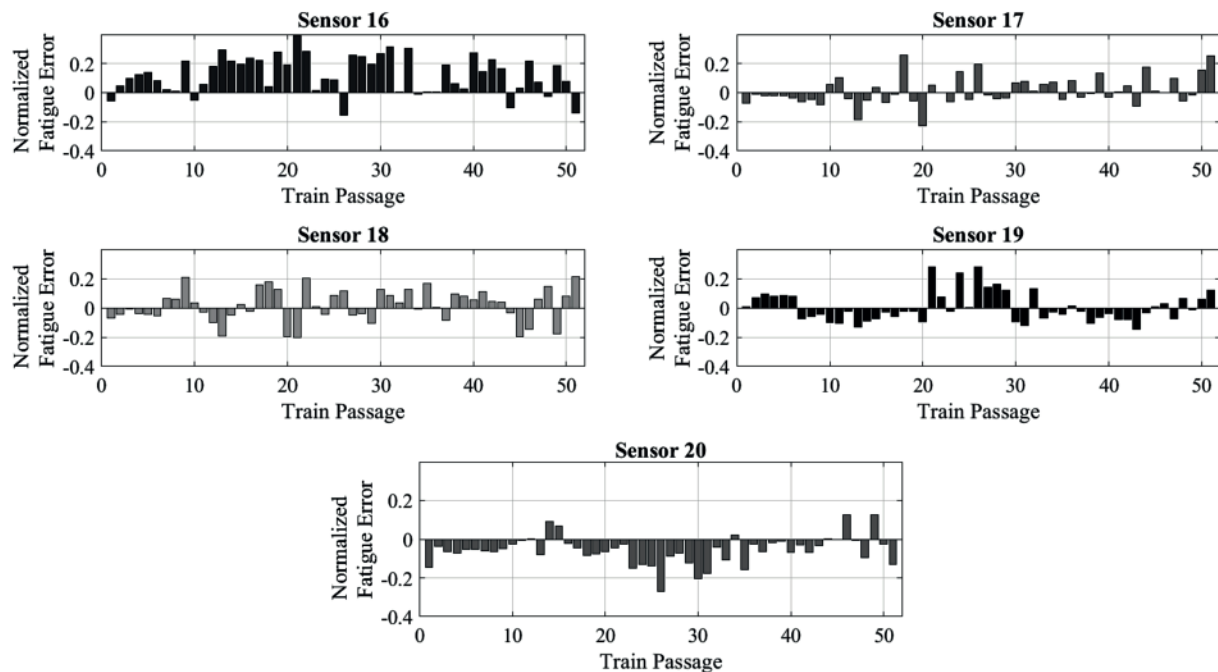 Sensor 16
Normalized
Fatigue Error
0.2
0
-0.2
-0.4
0 10 20 30 40 50
Train Passage
Sensor 17
Normalized
Fatigue Error
0.2
0
-0.2
-0.4
0 10 20 30 40 50
Train Passage
Sensor 18
Normalized
Fatigue Error
0.2
0
-0.2
-0.4
0 10 20 30 40 50
Train Passage
Sensor 19
Normalized
Fatigue Error
0.2
0
-0.2
-0.4
0 10 20 30 40 50
Train Passage
Sensor 20
Normalized
Fatigue Error
0.2
0
-0.2
-0.4
0 10 20 30 40 50
Train Passage